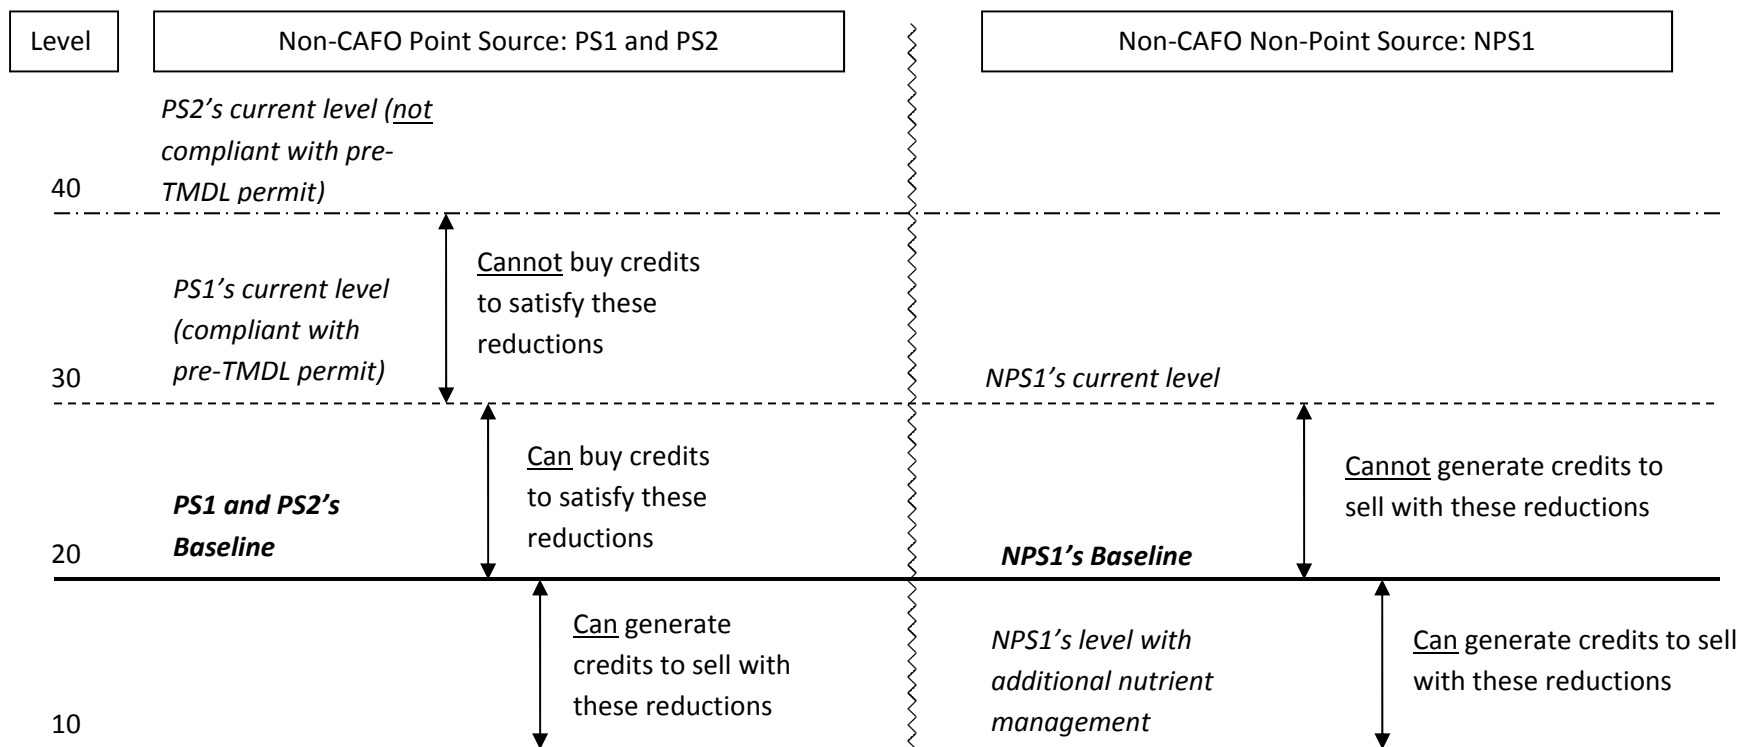 Level
Non-CAFO Point Source: PS1 and PS2
Non-CAFO Non-Point Source: NPS1
PS2’s current level (not
compliant with pre-
TMDL permit)
40
Cannot buy credits
to satisfy these
reductions
PS1’s current level
(compliant with
pre-TMDL permit)
30
NPS1’s current level
Can buy credits
to satisfy these
reductions
Cannot generate credits to
sell with these reductions
PS1 and PS2’s
Baseline
20
NPS1’s Baseline
Can generate
credits to sell with
these reductions
NPS1’s level with
additional nutrient
management
Can generate credits to sell
with these reductions
10